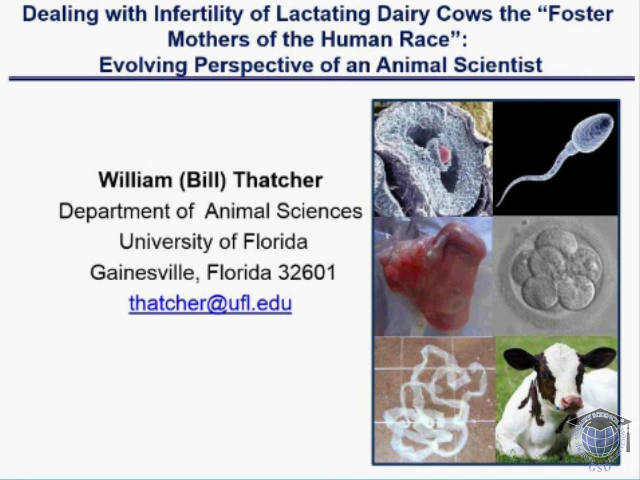 Dealing with Infertility of Lactating Dairy Cows the “Foster
Mothers of the Human Race”:
Evolving Perspective of an Animal Scientist
William (Bill) Thatcher
Department of Animal Sciences
University of Florida
Gainesville, Florida 32601
thatcher@ufl.edu
GSD